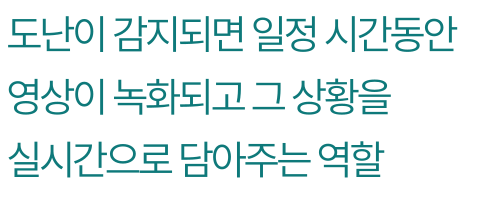 도난이 감지되면 일정 시간동안
영상이 녹화되고 그 상황을
실시간으로 담아주는 역할